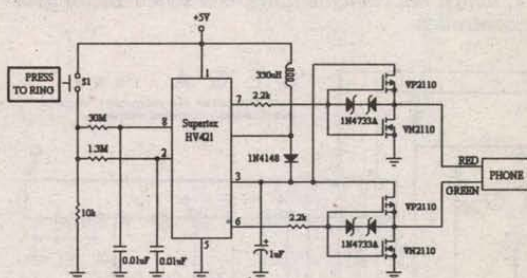 +5V
PRESS
TO RING
S1
330uH
1
7
2.2k
VP2110
1N4733A
VN2110
30M
8
Supertex
HV421
1.3M
2
1N4148
RED
PHONE
GREEN
3
VP2110
10k
6
2.2k
1N4733A
VN2110
5
0.01uF
0.01uF
+
1uF